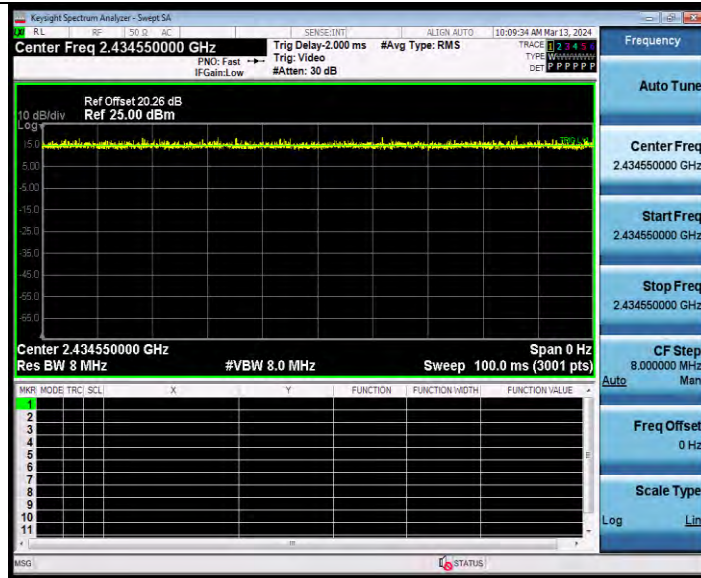 Keysight Spectrum Analyzer - Swept SA
RL RF 50 Ω AC SENSE:INT ALIGN AUTO 10:09:34 AM Mar 13, 2024
Center Freq 2.434550000 GHz
PNO: Fast
IFGain:Low
Trig Delay-2.000 ms
Trig: Video
#Atten: 30 dB
#Avg Type: RMS
TRACE 1 2 3 4 5 6
TYPE WWWWWW
DET P P P P P P
Ref Offset 20.26 dB
10 dB/div Ref 25.00 dBm
Log
15.0
5.00
-5.00
-15.0
-25.0
-35.0
-45.0
-55.0
-65.0
Center 2.434550000 GHz Span 0 Hz
Res BW 8 MHz #VBW 8.0 MHz Sweep 100.0 ms (3001 pts)
MKR MODE TRC SCL X Y FUNCTION FUNCTION WIDTH FUNCTION VALUE
1
2
3
4
5
6
7
8
9
10
11
MSG STATUS
Frequency
Auto Tune
Center Freq
2.434550000 GHz
Start Freq
2.434550000 GHz
Stop Freq
2.434550000 GHz
CF Step
8.000000 MHz
Auto Man
Freq Offset
0 Hz
Scale Type
Log Lin